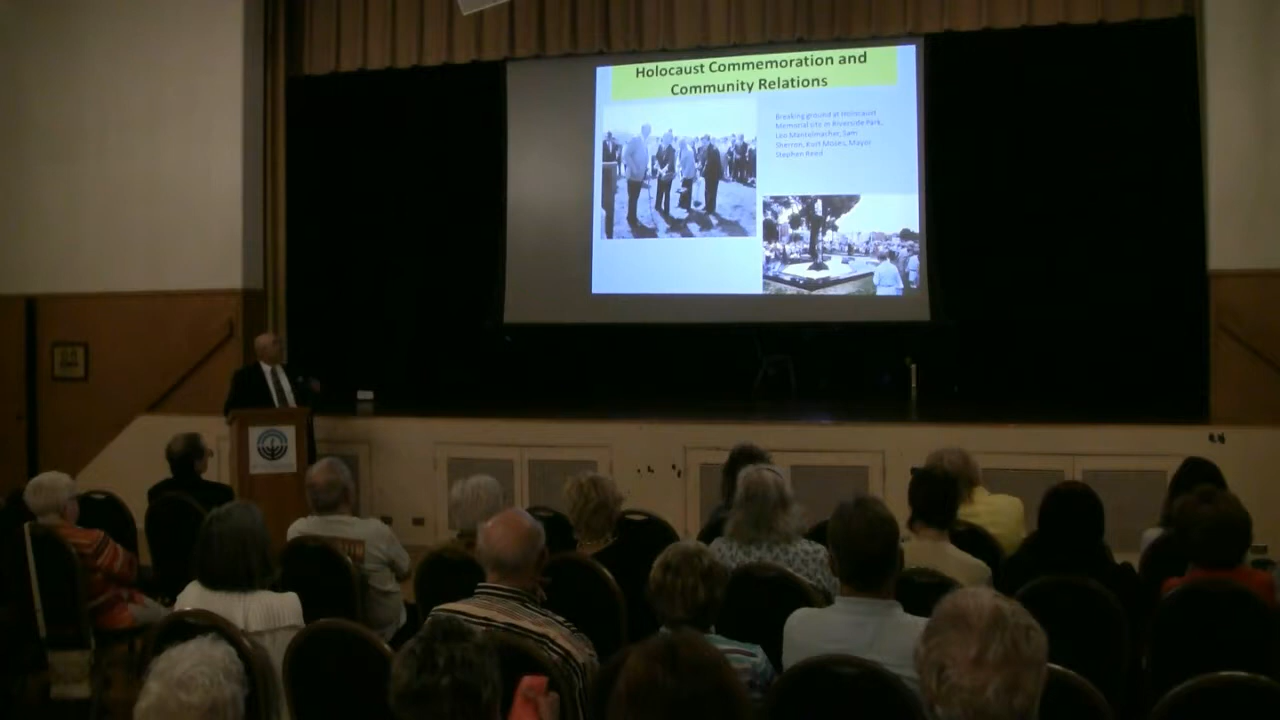 Holocaust Commemoration and
Community Relations
Breaking ground at Holocaust
Memorial site in Riverside Park,
Leo Mantelmacher, Sam
Sherron, Kurt Moses, Mayor
Stephen Reed